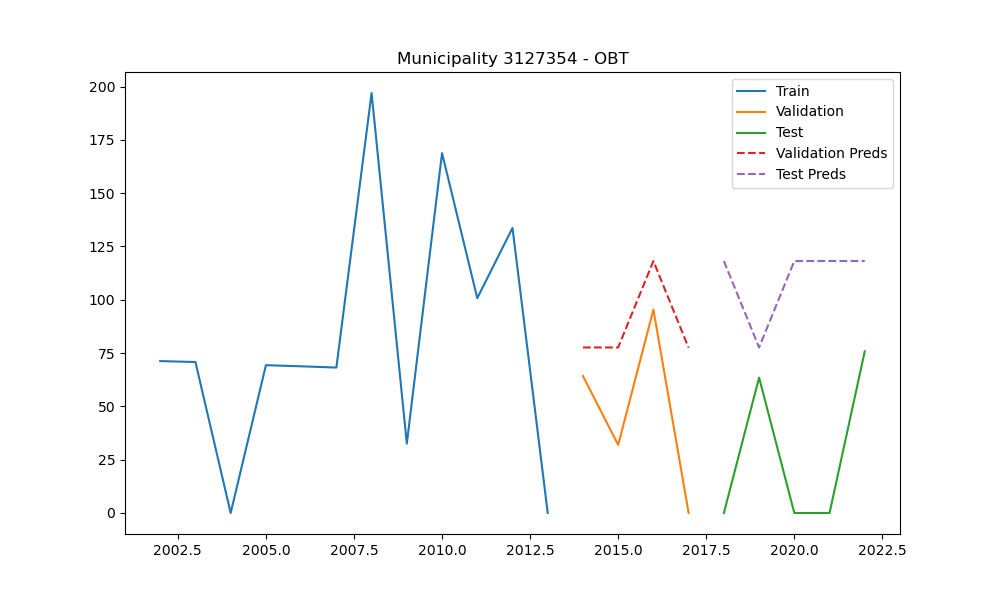 Municipality 3127354 - OBT
200
175
150
125
100
75
50
25
0
2002.5 2005.0 2007.5 2010.0 2012.5 2015.0 2017.5 2020.0 2022.5
Train
Validation
Test
Validation Preds
Test Preds